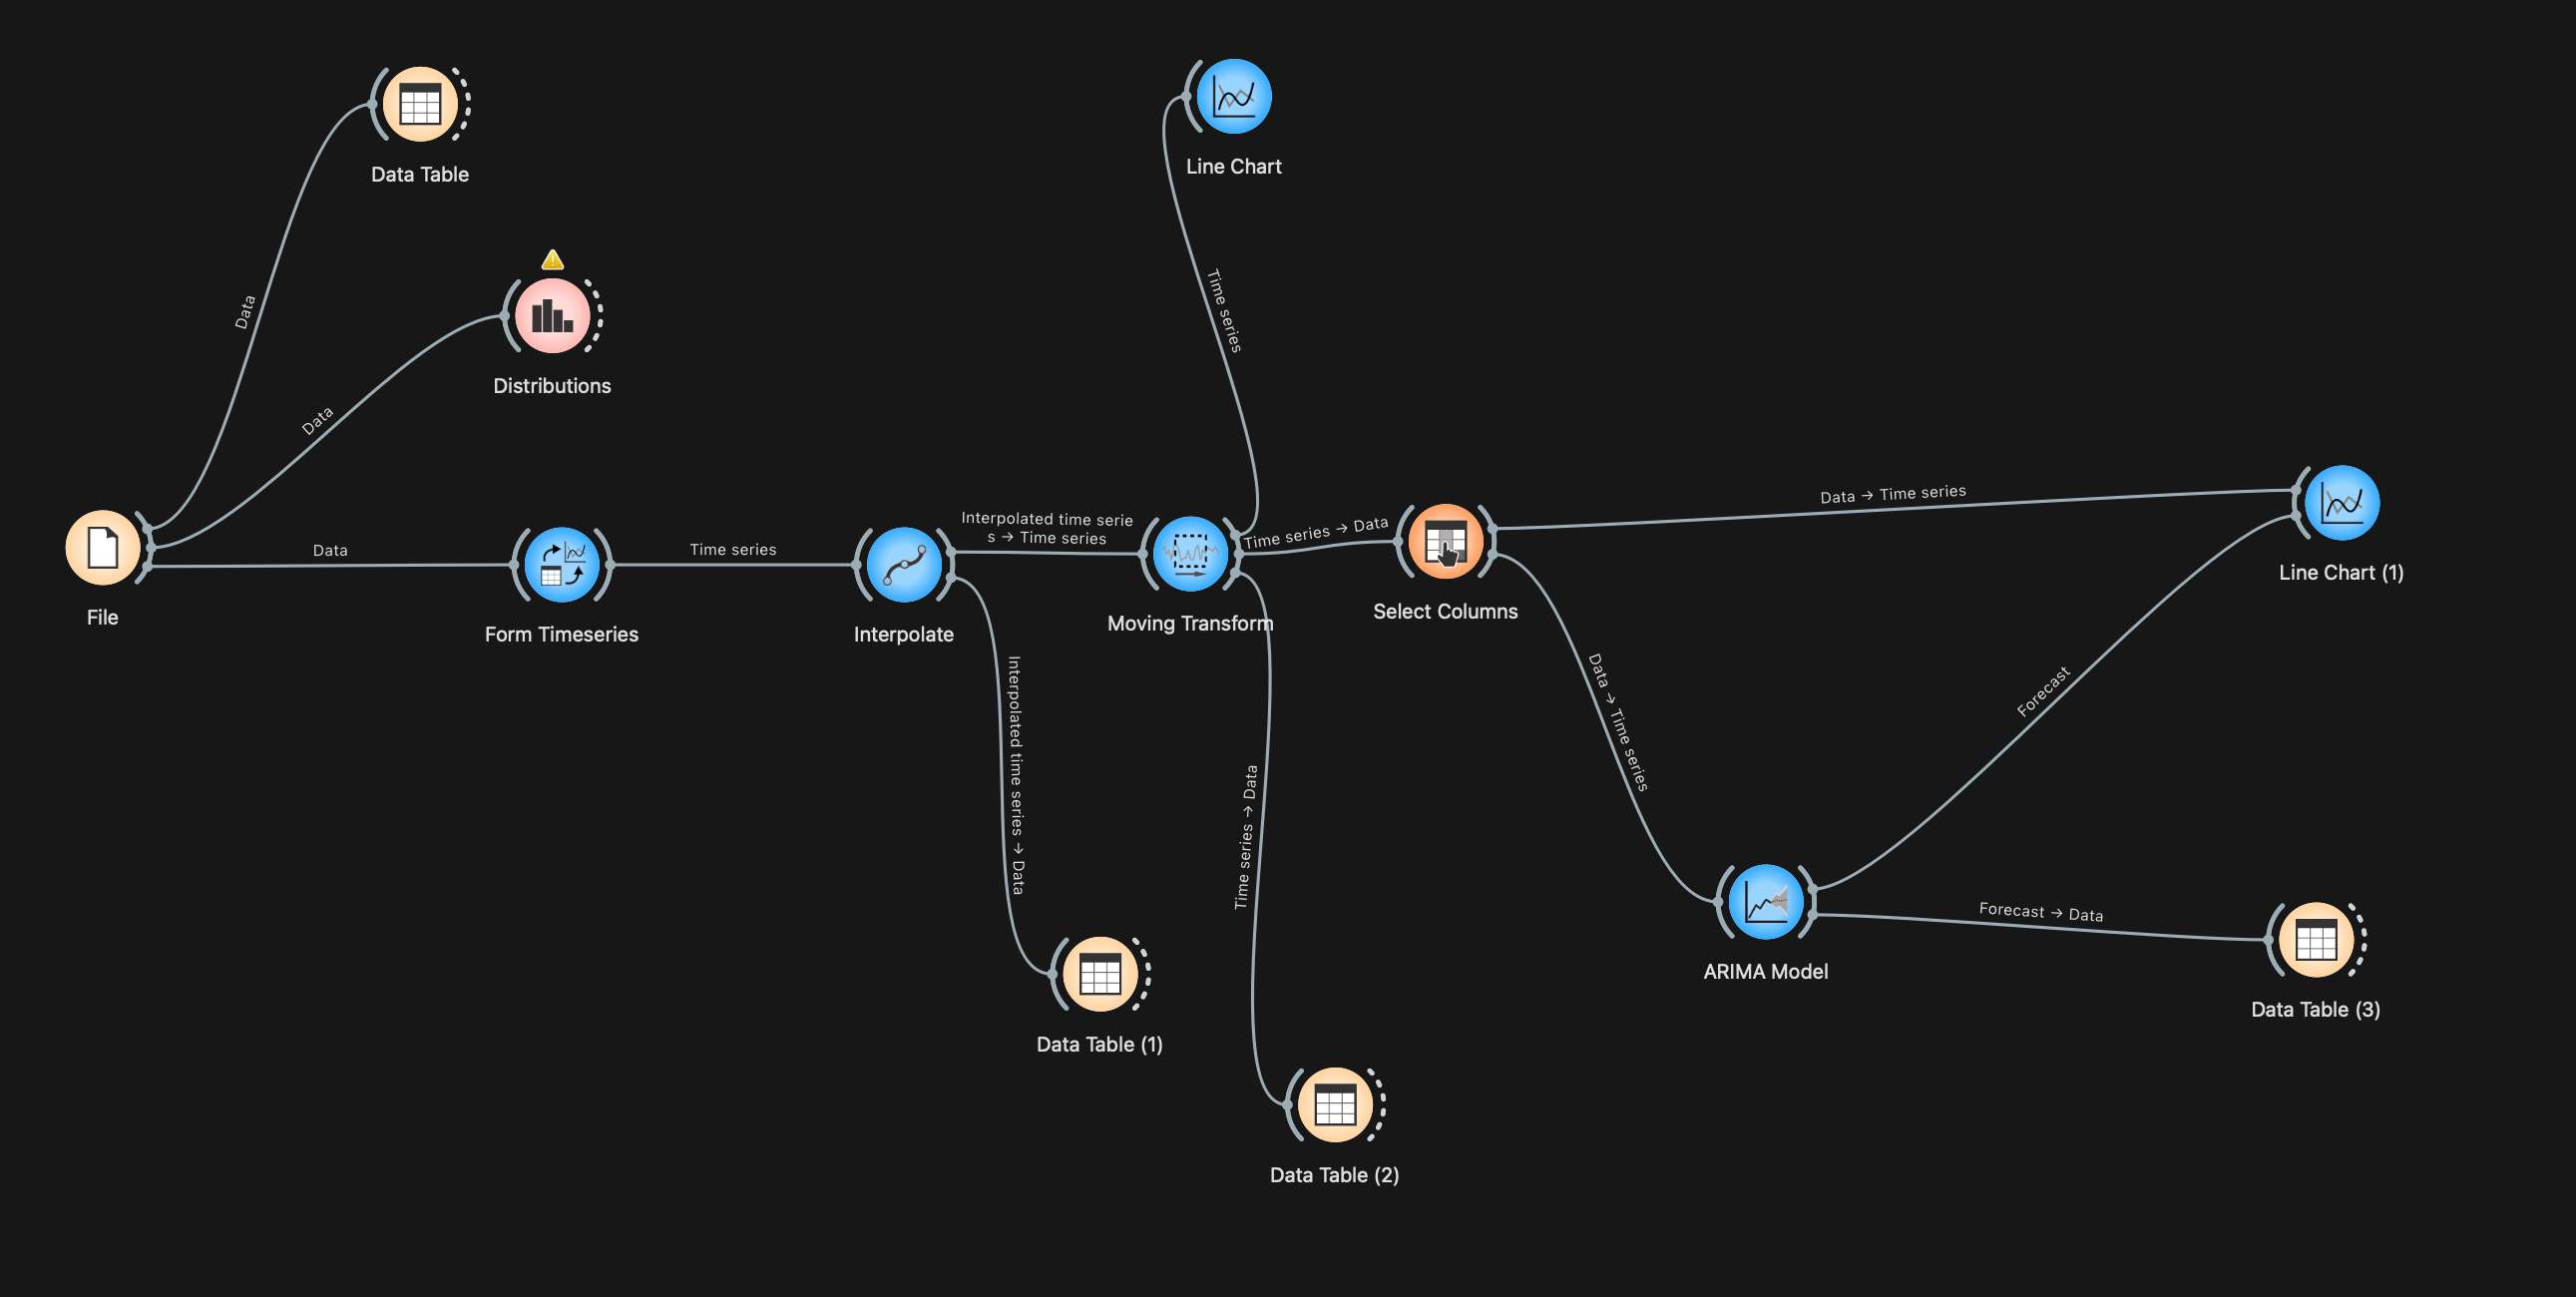 Data Table
Line Chart
Data
Time series
Distributions
Data
File
Data
Form Timeseries
Time series
Interpolate
Interpolated time serie
s → Time series
Moving Transform
Time series → Data
Select Columns
Data → Time series
Line Chart (1)
Interpolated time series → Data
Time series → Data
Data → Time series
Forecast
ARIMA Model
Forecast → Data
Data Table (3)
Data Table (1)
Data Table (2)